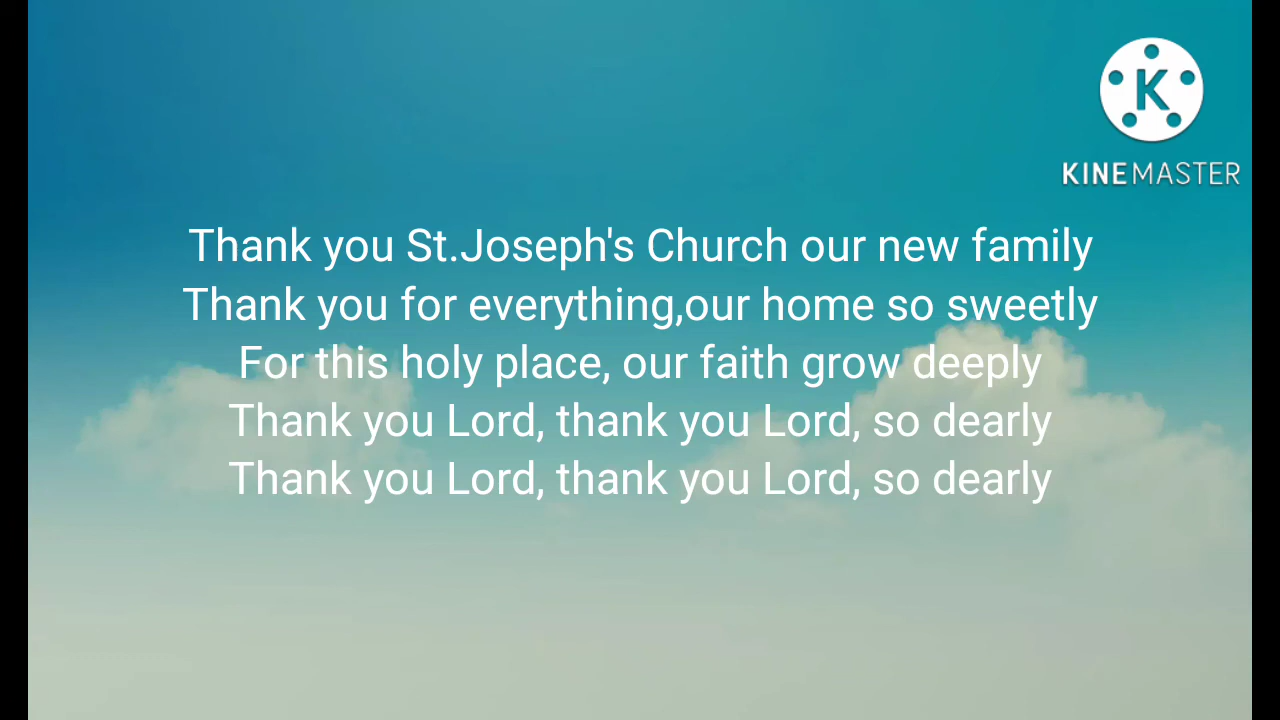 K
KINEMASTER
Thank you St.Joseph's Church our new family
Thank you for everything,our home so sweetly
For this holy place, our faith grow deeply
Thank you Lord, thank you Lord, so dearly
Thank you Lord, thank you Lord, so dearly